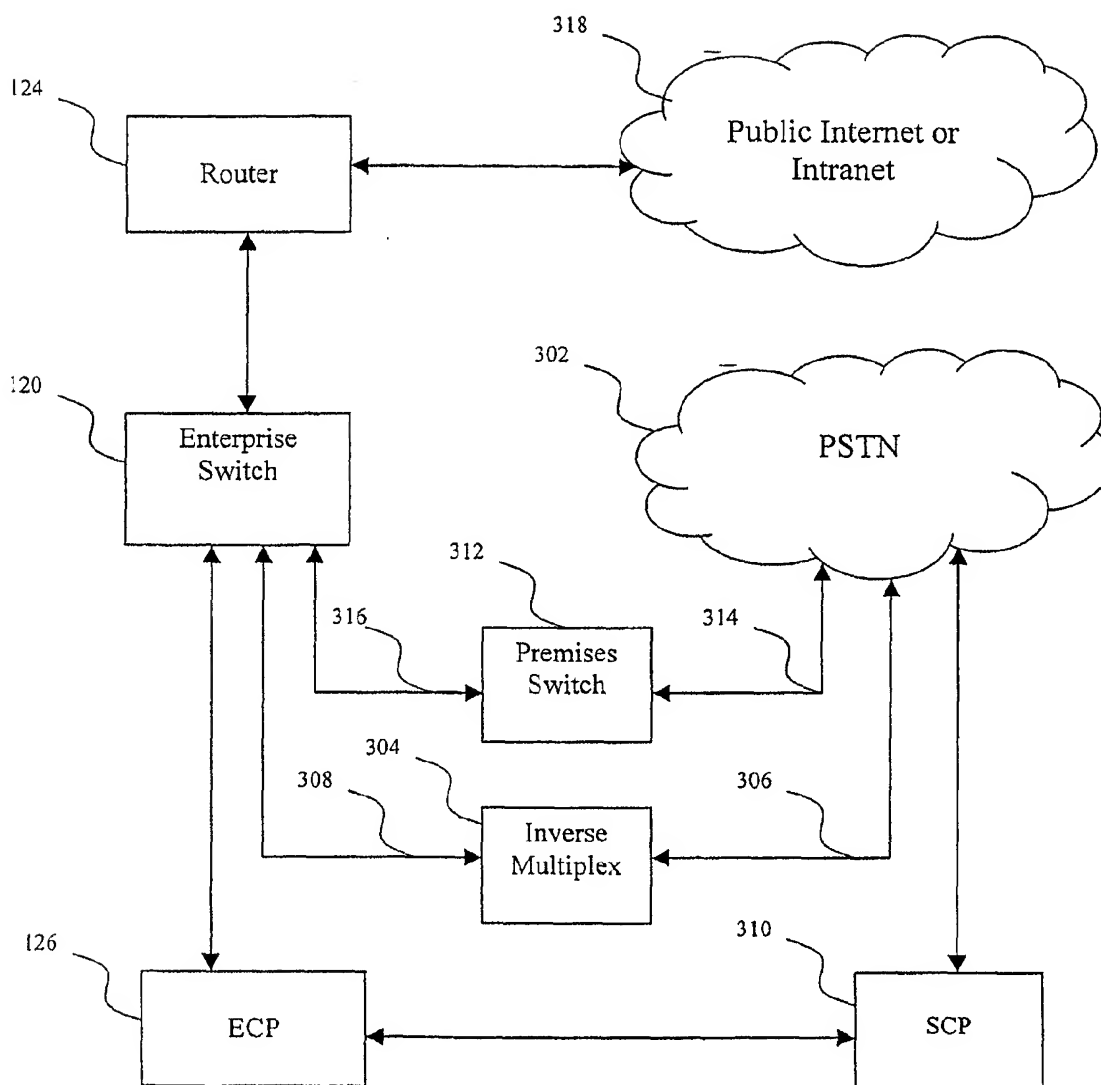 318
124
Public Internet or
Intranet
Router
302
120
Enterprise
Switch
PSTN
312
316
314
Premises
Switch
304
308
306
Inverse
Multiplex
126
310
ECP
SCP